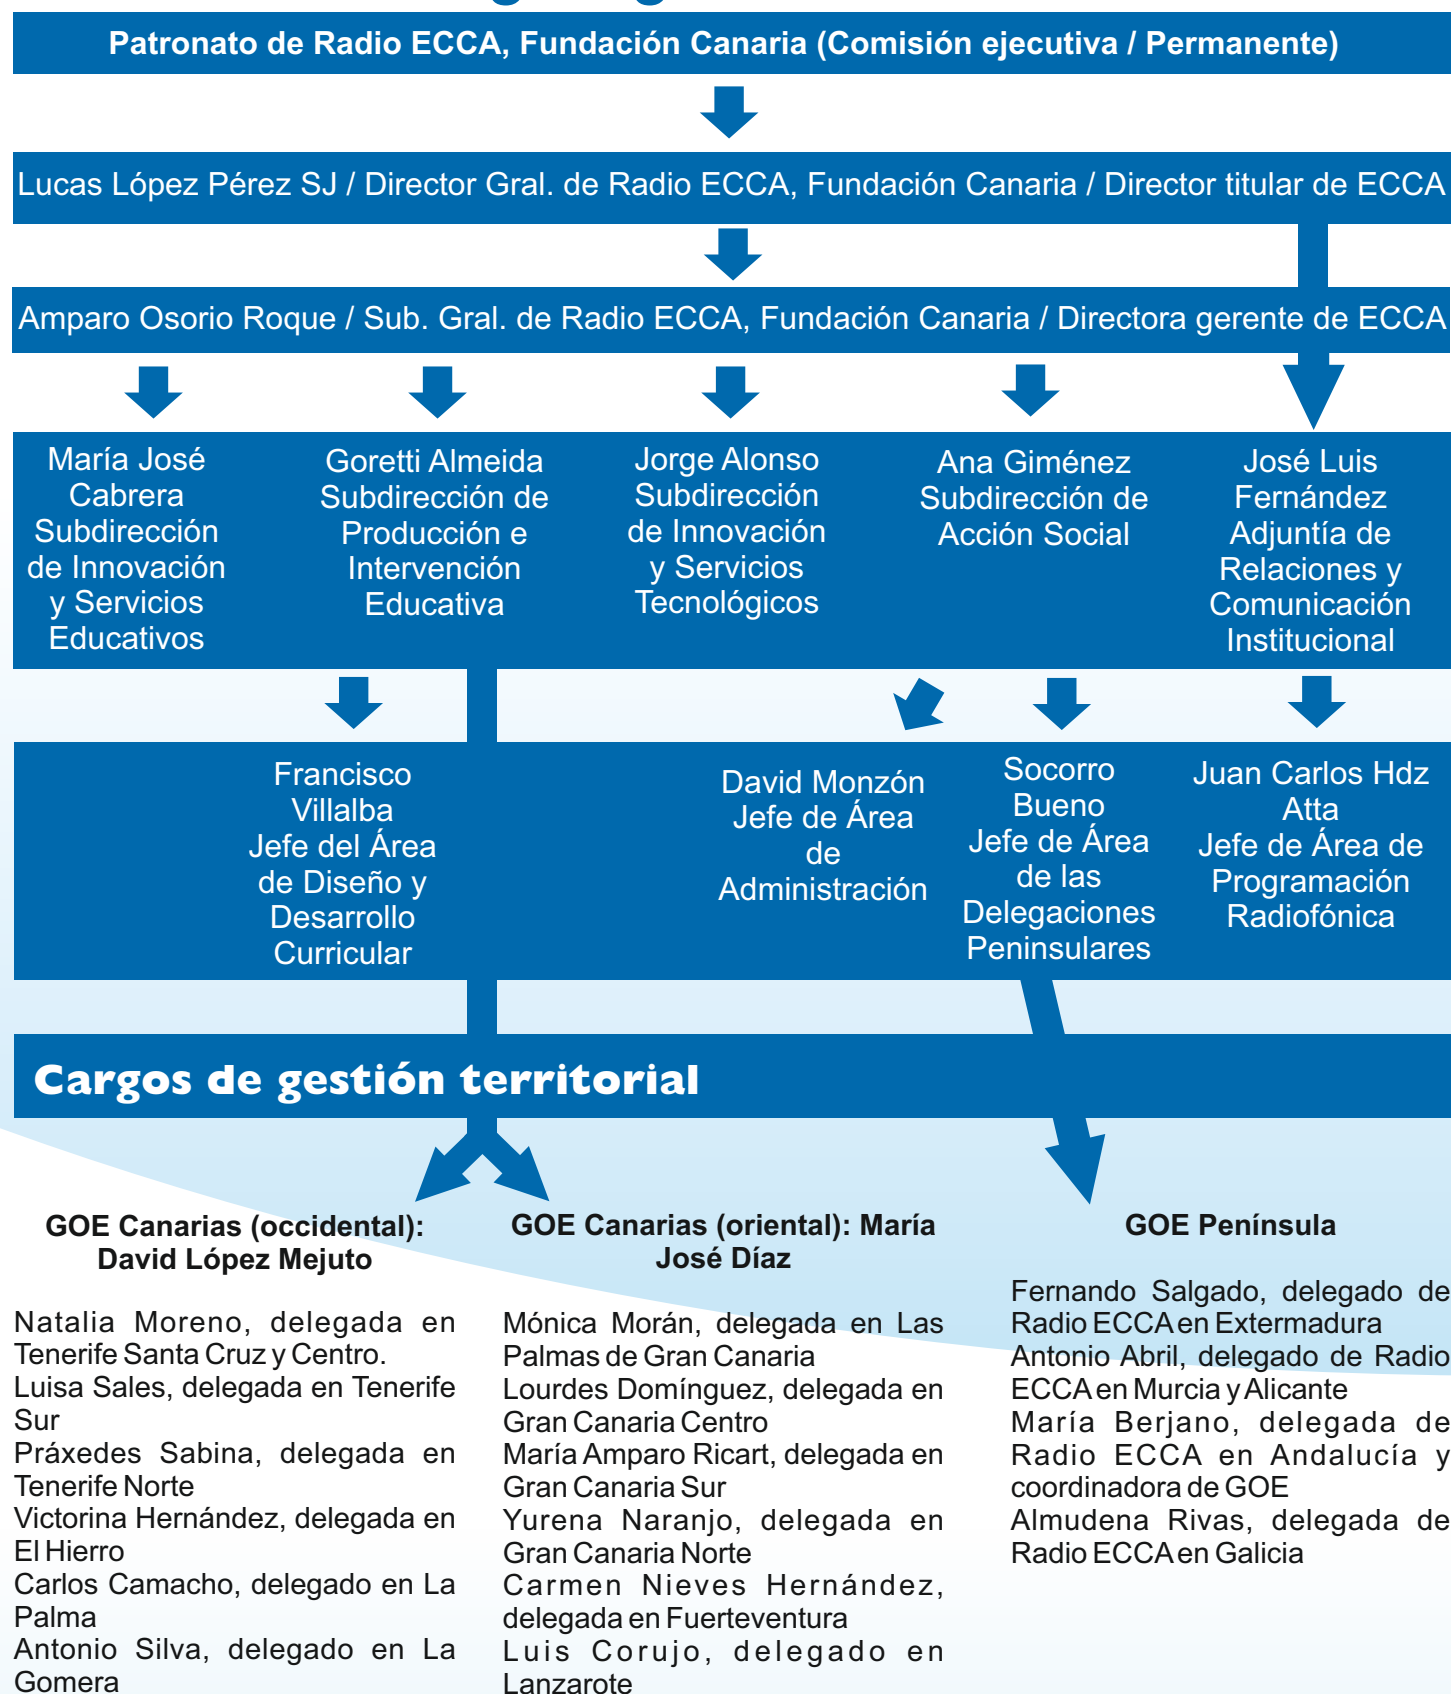 Patronato de Radio ECCA, Fundación Canaria (Comisión ejecutiva / Permanente)
Lucas López Pérez SJ / Director Gral. de Radio ECCA, Fundación Canaria / Director titular de ECCA
Amparo Osorio Roque / Sub. Gral. de Radio ECCA, Fundación Canaria / Directora gerente de ECCA
María José
Cabrera
Subdirección
de Innovación
y Servicios
Educativos
Goretti Almeida
Subdirección de
Producción e
Intervención
Educativa
Jorge Alonso
Subdirección
de Innovación
y Servicios
Tecnológicos
Ana Giménez
Subdirección de
Acción Social
José Luis
Fernández
Adjuntía de
Relaciones y
Comunicación
Institucional
Francisco
Villalba
Jefe del Área
de Diseño y
Desarrollo
Curricular
David Monzón
Jefe de Área
de
Administración
Socorro
Bueno
Jefe de Área
de las
Delegaciones
Peninsulares
Juan Carlos Hdz
Atta
Jefe de Área de
Programación
Radiofónica
Cargos de gestión territorial
GOE Canarias (occidental):
David López Mejuto
Natalia Moreno, delegada en
Tenerife Santa Cruz y Centro.
Luisa Sales, delegada en Tenerife
Sur
Práxedes Sabina, delegada en
Tenerife Norte
Victorina Hernández, delegada en
El Hierro
Carlos Camacho, delegado en La
Palma
Antonio Silva, delegado en La
Gomera
GOE Canarias (oriental): María
José Díaz
Mónica Morán, delegada en Las
Palmas de Gran Canaria
Lourdes Domínguez, delegada en
Gran Canaria Centro
María Amparo Ricart, delegada en
Gran Canaria Sur
Yurena Naranjo, delegada en
Gran Canaria Norte
Carmen Nieves Hernández,
delegada en Fuerteventura
Luis Corujo, delegado en
Lanzarote
GOE Península
Fernando Salgado, delegado de
Radio ECCA en Extermadura
Antonio Abril, delegado de Radio
ECCA en Murcia y Alicante
María Berjano, delegada de
Radio ECCA en Andalucía y
coordinadora de GOE
Almudena Rivas, delegada de
Radio ECCA en Galicia